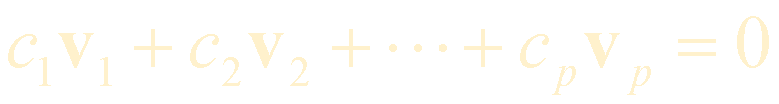 c₁v₁ + c₂v₂ + ··· + cₚvₚ = 0